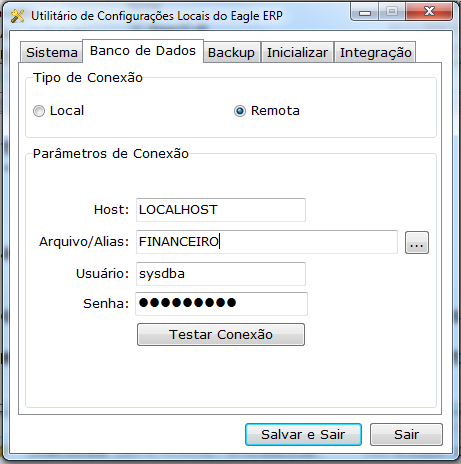 Utilitário de Configurações Locais do Eagle ERP
Sistema Banco de Dados Backup Inicializar Integração
Tipo de Conexão
Local Remota
Parâmetros de Conexão
Host: LOCALHOST
Arquivo/Alias: FINANCEIRO ...
Usuário: sysdba
Senha: ●●●●●●●●●
Testar Conexão
Salvar e Sair Sair